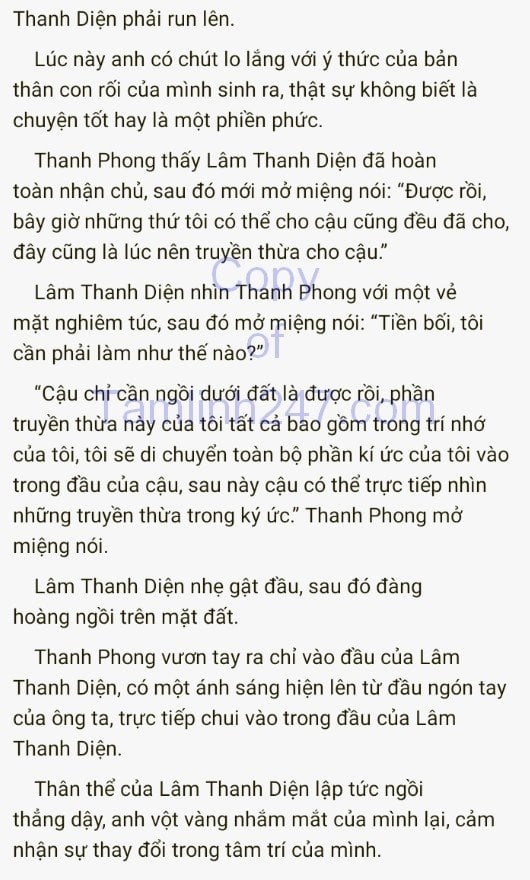 Thanh Diện phải run lên.
Lúc này anh có chút lo lắng với ý thức của bản
thân con rối của mình sinh ra, thật sự không biết là
chuyện tốt hay là một phiền phức.
Thanh Phong thấy Lâm Thanh Diện đã hoàn
toàn nhận chủ, sau đó mới mở miệng nói: “Được rồi,
bây giờ những thứ tôi có thể cho cậu cũng đều đã cho,
đây cũng là lúc nên truyền thừa cho cậu.”
Lâm Thanh Diện nhìn Thanh Phong với một vẻ
mặt nghiêm túc, sau đó mở miệng nói: “Tiền bối, tôi
cần phải làm như thế nào?”
“Cậu chỉ cần ngồi dưới đất là được rồi, phần
truyền thừa này của tôi tất cả bao gồm trong trí nhớ
của tôi, tôi sẽ di chuyển toàn bộ phần kí ức của tôi vào
trong đầu của cậu, sau này cậu có thể trực tiếp nhìn
những truyền thừa trong ký ức.” Thanh Phong mở
miệng nói.
Lâm Thanh Diện nhẹ gật đầu, sau đó đàng
hoàng ngồi trên mặt đất.
Thanh Phong vươn tay ra chỉ vào đầu của Lâm
Thanh Diện, có một ánh sáng hiện lên từ đầu ngón tay
của ông ta, trực tiếp chui vào trong đầu của Lâm
Thanh Diện.
Thân thể của Lâm Thanh Diện lập tức ngồi
thẳng dậy, anh vột vàng nhắm mắt của mình lại, cảm
nhận sự thay đổi trong tâm trí của mình.
Copy
of
Tamlinh247.com